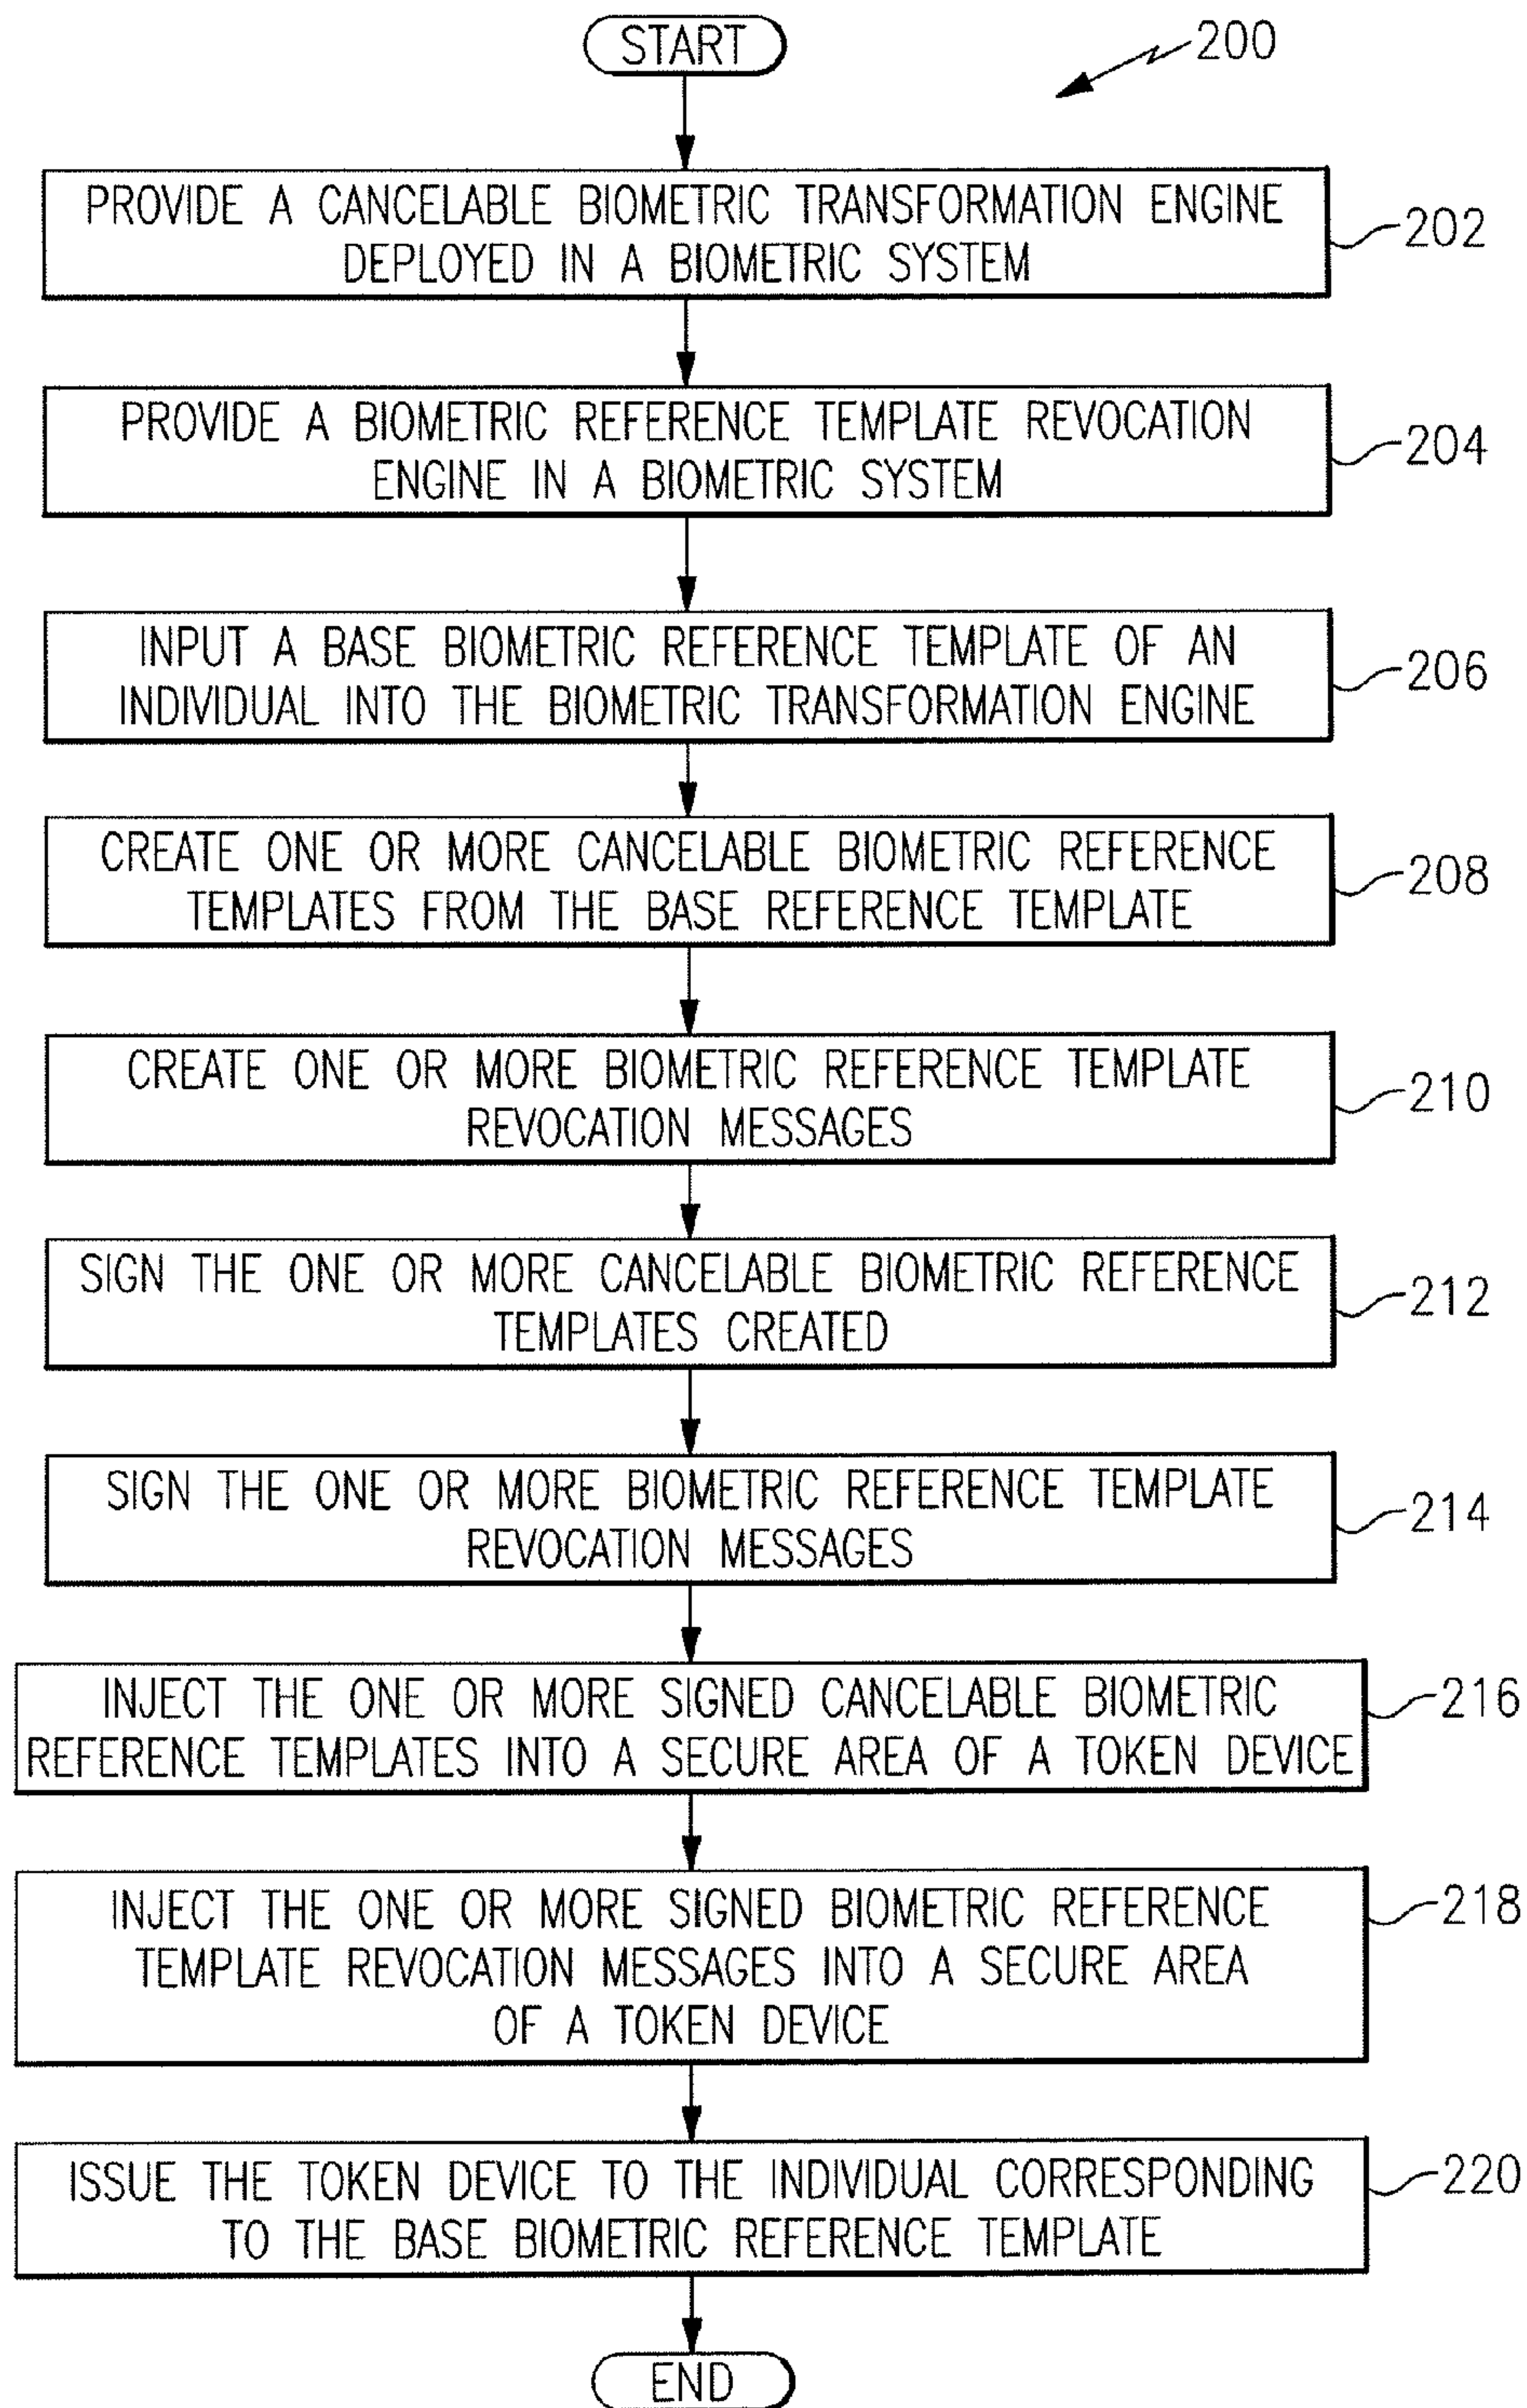 START
200
PROVIDE A CANCELABLE BIOMETRIC TRANSFORMATION ENGINE
DEPLOYED IN A BIOMETRIC SYSTEM
202
PROVIDE A BIOMETRIC REFERENCE TEMPLATE REVOCATION
ENGINE IN A BIOMETRIC SYSTEM
204
INPUT A BASE BIOMETRIC REFERENCE TEMPLATE OF AN
INDIVIDUAL INTO THE BIOMETRIC TRANSFORMATION ENGINE
206
CREATE ONE OR MORE CANCELABLE BIOMETRIC REFERENCE
TEMPLATES FROM THE BASE REFERENCE TEMPLATE
208
CREATE ONE OR MORE BIOMETRIC REFERENCE TEMPLATE
REVOCATION MESSAGES
210
SIGN THE ONE OR MORE CANCELABLE BIOMETRIC REFERENCE
TEMPLATES CREATED
212
SIGN THE ONE OR MORE BIOMETRIC REFERENCE TEMPLATE
REVOCATION MESSAGES
214
INJECT THE ONE OR MORE SIGNED CANCELABLE BIOMETRIC
REFERENCE TEMPLATES INTO A SECURE AREA OF A TOKEN DEVICE
216
INJECT THE ONE OR MORE SIGNED BIOMETRIC REFERENCE
TEMPLATE REVOCATION MESSAGES INTO A SECURE AREA
OF A TOKEN DEVICE
218
ISSUE THE TOKEN DEVICE TO THE INDIVIDUAL CORRESPONDING
TO THE BASE BIOMETRIC REFERENCE TEMPLATE
220
END